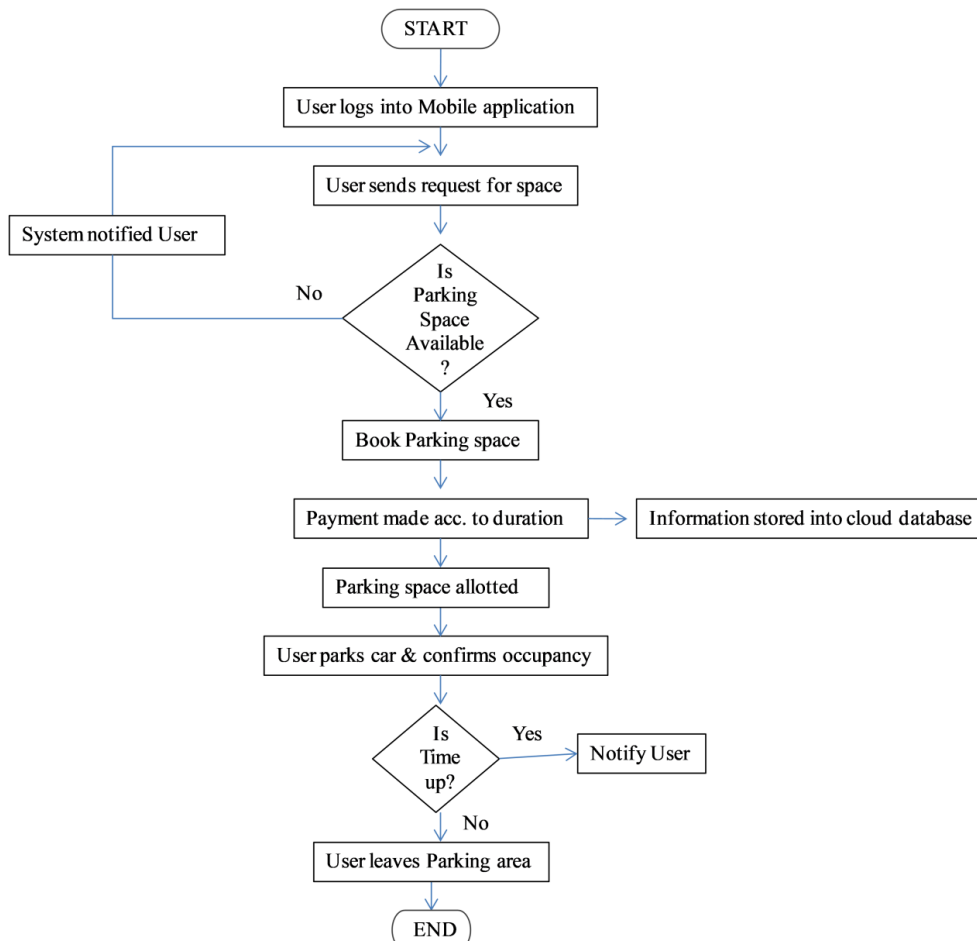 START
User logs into Mobile application
User sends request for space
System notified User
Is
Parking
Space
Available
?
No
Yes
Book Parking space
Payment made acc. to duration
Information stored into cloud database
Parking space allotted
User parks car & confirms occupancy
Is
Time
up?
Yes
Notify User
No
User leaves Parking area
END